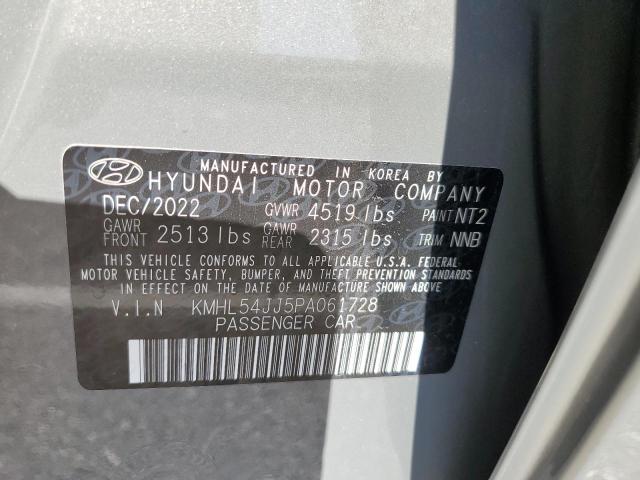 MANUFACTURED IN KOREA BY
HYUNDAI MOTOR COMPANY
DEC/2022 GVWR 4519 lbs PAINT NT2
GAWR FRONT 2513 lbs GAWR REAR 2315 lbs TRIM NNB
THIS VEHICLE CONFORMS TO ALL APPLICABLE U.S.A. FEDERAL
MOTOR VEHICLE SAFETY, BUMPER, AND THEFT PREVENTION STANDARDS
IN EFFECT ON THE DATE OF MANUFACTURE SHOWN ABOVE.
V.I.N KMHL54JJ5PA061728
PASSENGER CAR